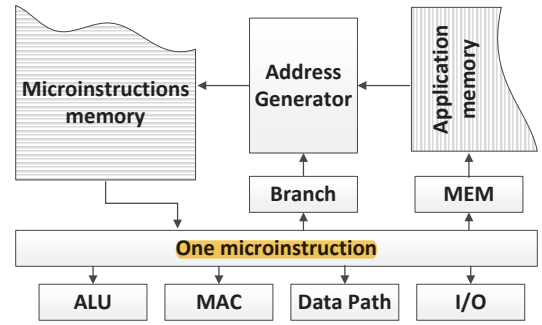 Microinstructions
memory
Address
Generator
Application
memory
Branch
MEM
One microinstruction
ALU
MAC
Data Path
I/O